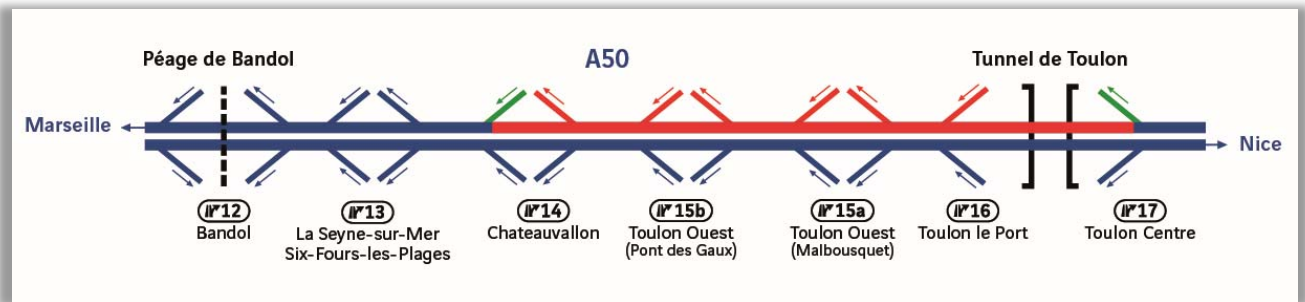 A50
Péage de Bandol
Tunnel de Toulon
Marseille
Nice
12
Bandol
13
La Seyne-sur-Mer
Six-Fours-les-Plages
14
Chateauvallon
15b
Toulon Ouest
(Pont des Gaux)
15a
Toulon Ouest
(Malbousquet)
16
Toulon le Port
17
Toulon Centre